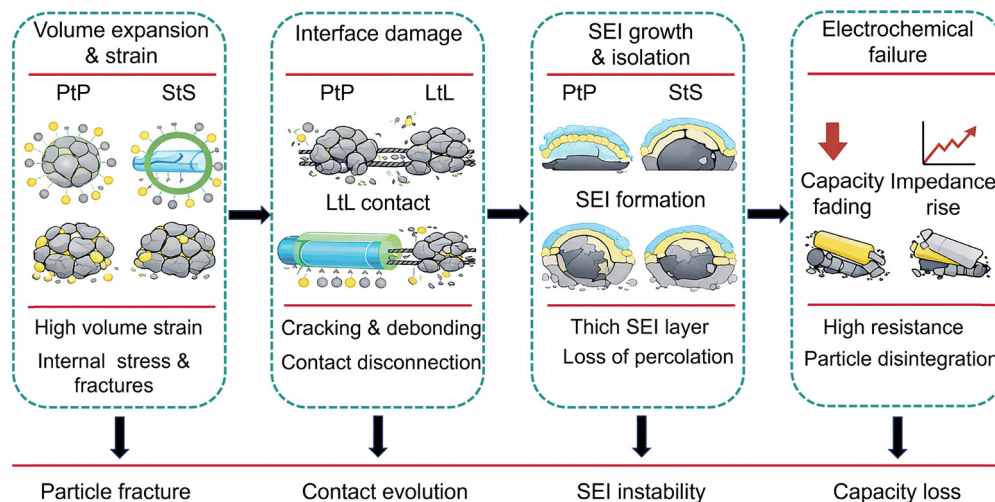 Volume expansion
& strain
PtP StS
High volume strain
Internal stress &
fractures
Interface damage
PtP LtL
LtL contact
Cracking & debonding
Contact disconnection
SEI growth
& isolation
PtP StS
SEI formation
Thich SEI layer
Loss of percolation
Electrochemical
failure
Capacity
fading
Impedance
rise
High resistance
Particle disintegration
Particle fracture
Contact evolution
SEI instability
Capacity loss